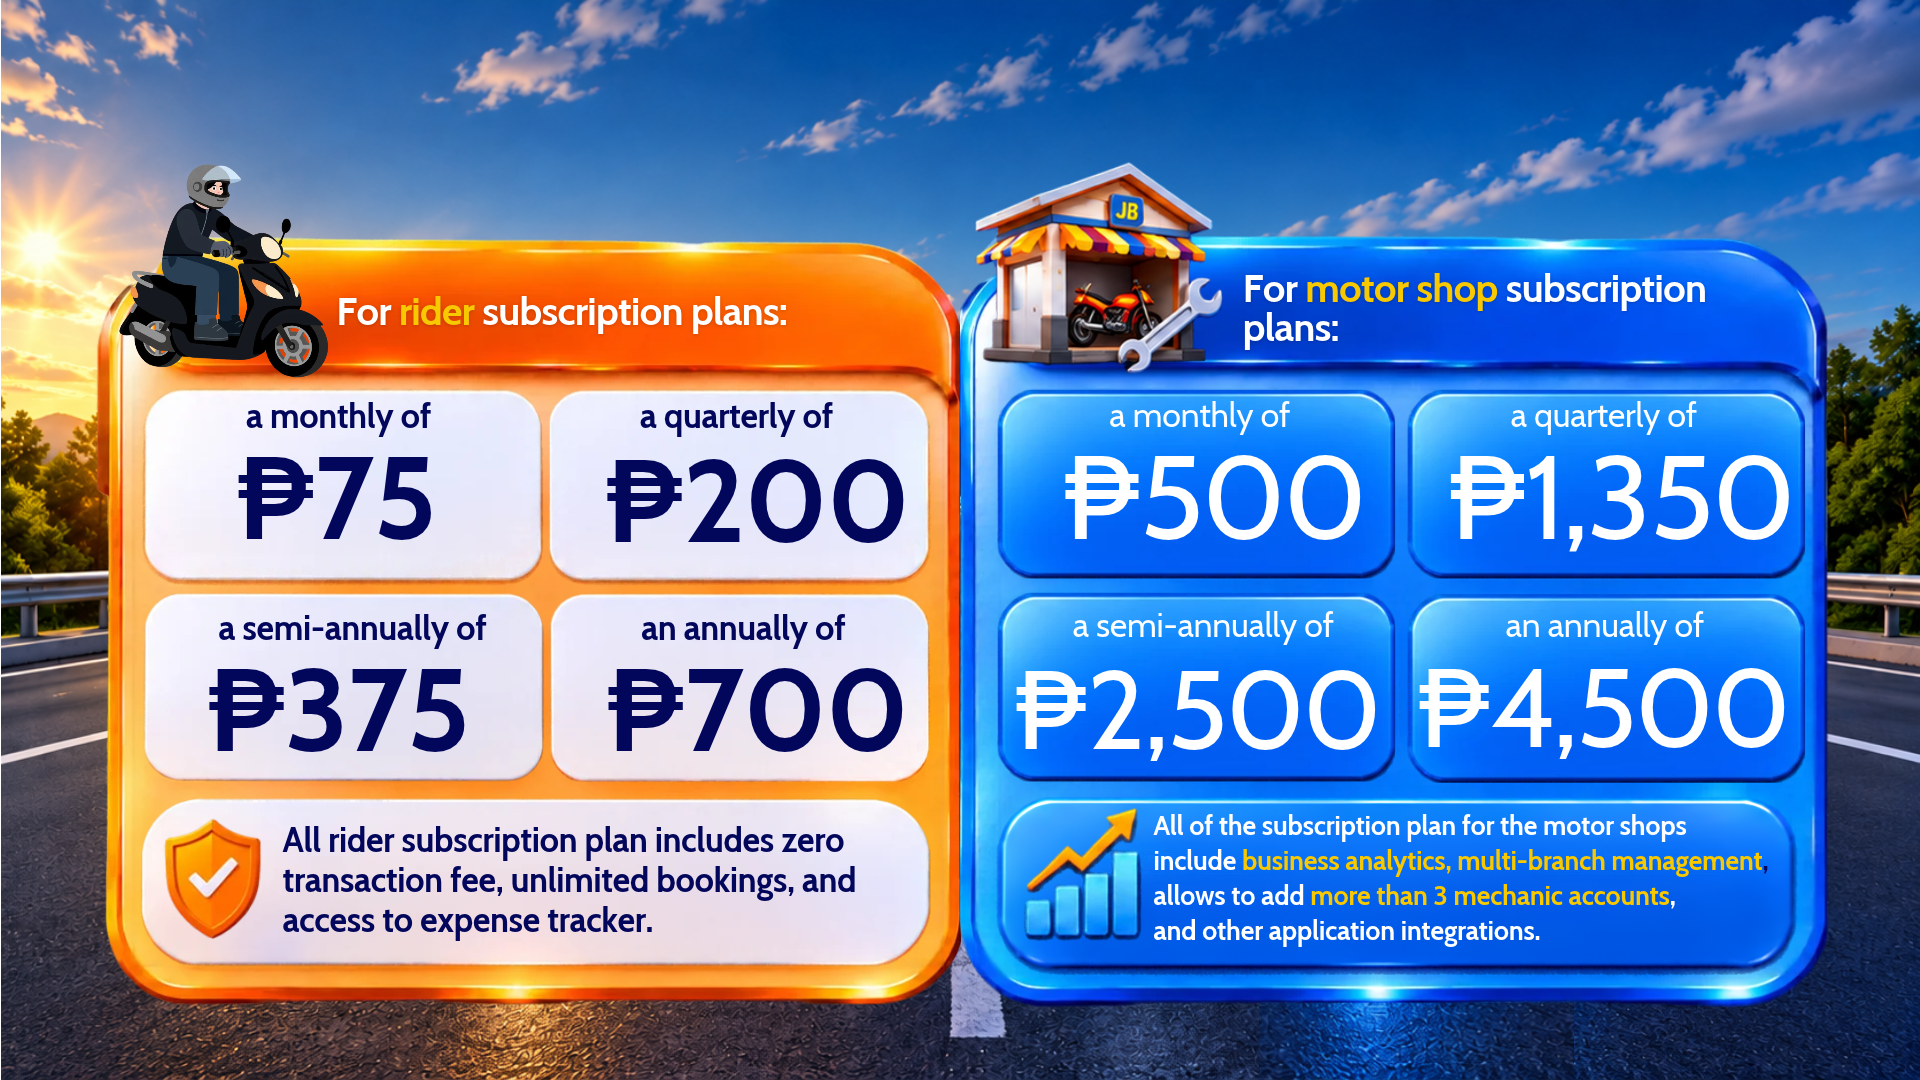 For rider subscription plans:
a monthly of
₱75
a quarterly of
₱200
a semi-annually of
₱375
an annually of
₱700
All rider subscription plan includes zero
transaction fee, unlimited bookings, and
access to expense tracker.
JB
For motor shop subscription
plans:
a monthly of
₱500
a quarterly of
₱1,350
a semi-annually of
₱2,500
an annually of
₱4,500
All of the subscription plan for the motor shops
include business analytics, multi-branch management,
allows to add more than 3 mechanic accounts,
and other application integrations.